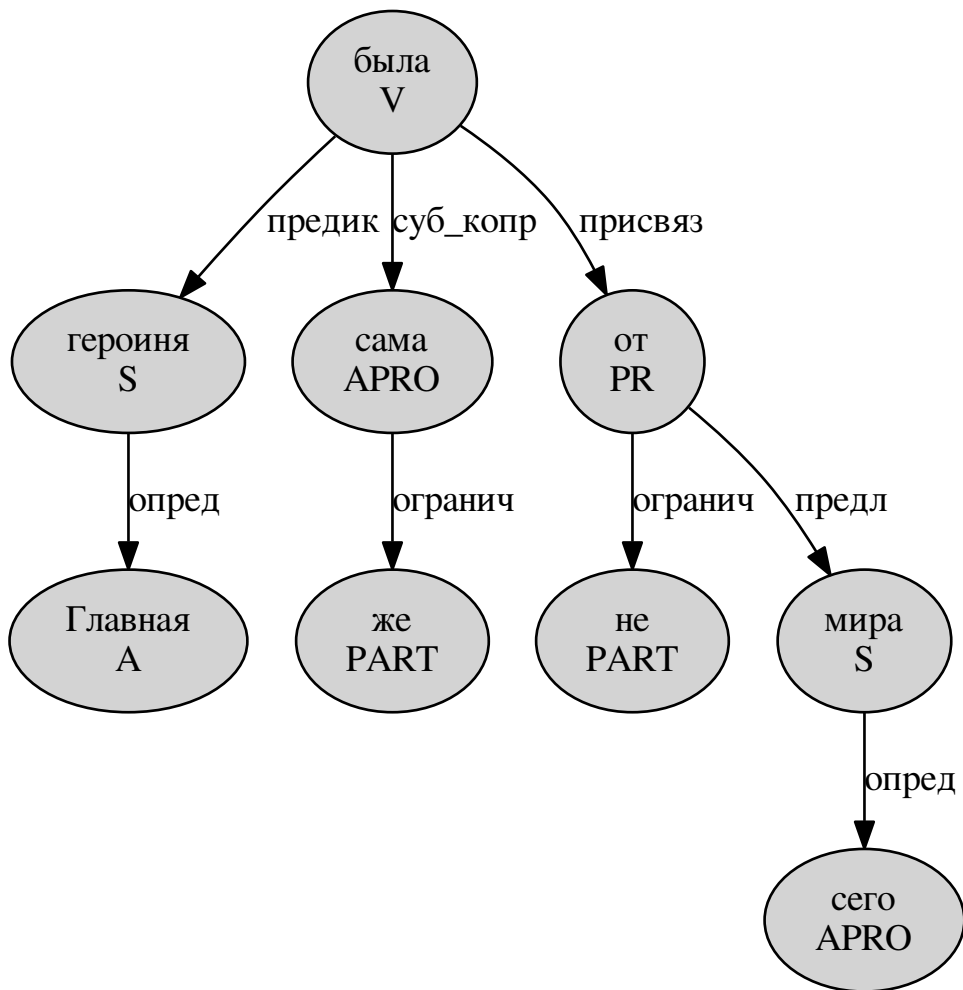 была
V
предик
суб_копр
присвяз
героиня
S
сама
APRO
от
PR
опред
огранич
огранич
предл
Главная
A
же
PART
не
PART
мира
S
опред
сего
APRO